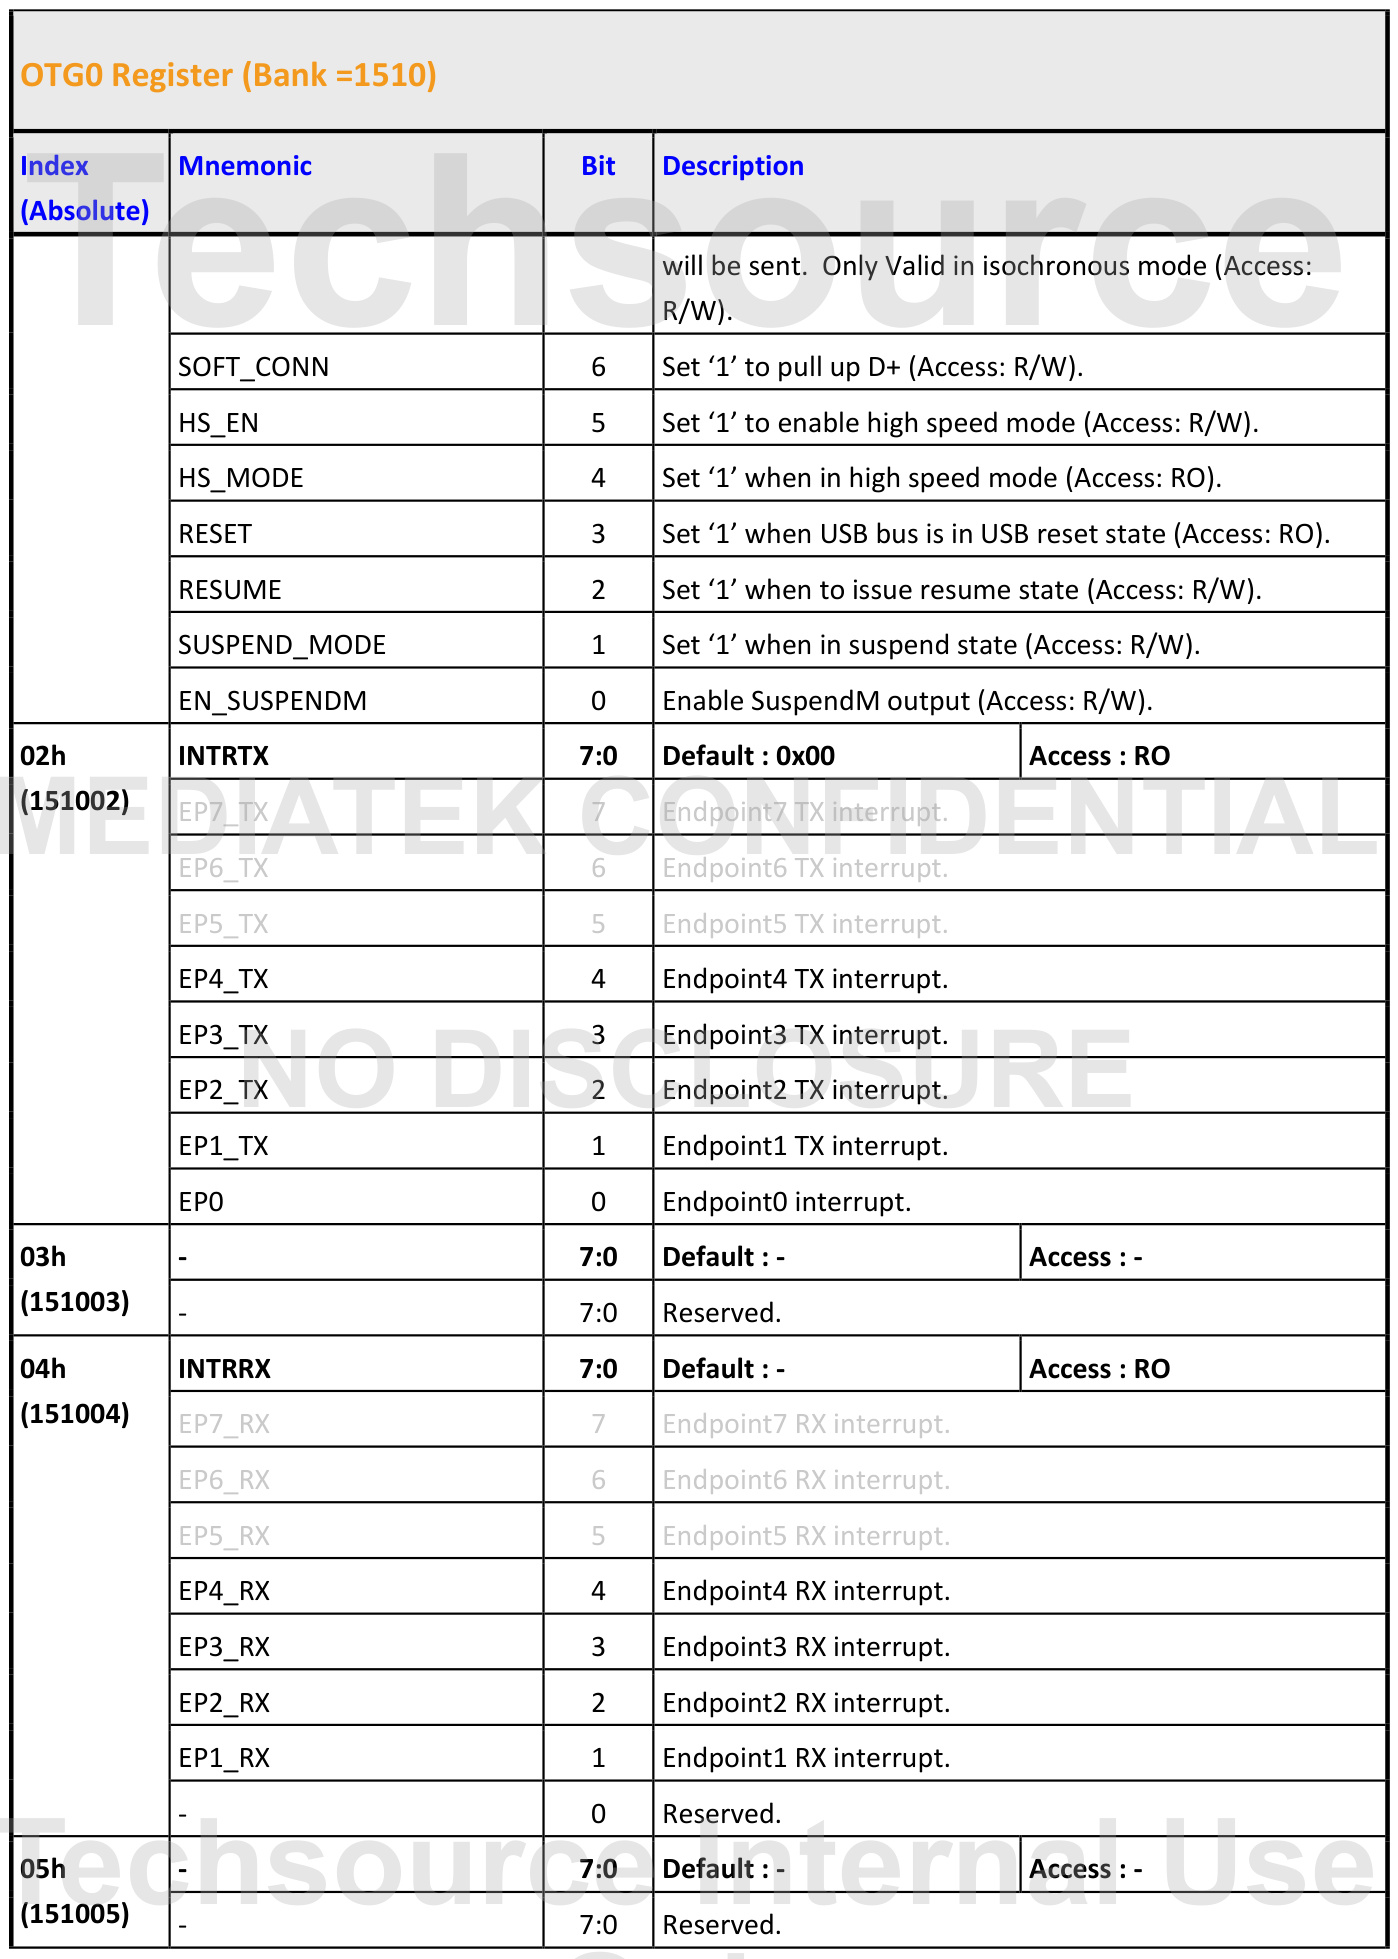 OTG0 Register (Bank =1510)
Index (Absolute) Mnemonic Bit Description
will be sent.  Only Valid in isochronous mode (Access:
R/W).
SOFT_CONN 6 Set ‘1’ to pull up D+ (Access: R/W).
HS_EN 5 Set ‘1’ to enable high speed mode (Access: R/W).
HS_MODE 4 Set ‘1’ when in high speed mode (Access: RO).
RESET 3 Set ‘1’ when USB bus is in USB reset state (Access: RO).
RESUME 2 Set ‘1’ when to issue resume state (Access: R/W).
SUSPEND_MODE 1 Set ‘1’ when in suspend state (Access: R/W).
EN_SUSPENDM 0 Enable SuspendM output (Access: R/W).
02h INTRTX 7:0 Default : 0x00 Access : RO
(151002) EP7_TX 7 Endpoint7 TX interrupt.
EP6_TX 6 Endpoint6 TX interrupt.
EP5_TX 5 Endpoint5 TX interrupt.
EP4_TX 4 Endpoint4 TX interrupt.
EP3_TX 3 Endpoint3 TX interrupt.
EP2_TX 2 Endpoint2 TX interrupt.
EP1_TX 1 Endpoint1 TX interrupt.
EP0 0 Endpoint0 interrupt.
03h - 7:0 Default : - Access : -
(151003) - 7:0 Reserved.
04h INTRRX 7:0 Default : - Access : RO
(151004) EP7_RX 7 Endpoint7 RX interrupt.
EP6_RX 6 Endpoint6 RX interrupt.
EP5_RX 5 Endpoint5 RX interrupt.
EP4_RX 4 Endpoint4 RX interrupt.
EP3_RX 3 Endpoint3 RX interrupt.
EP2_RX 2 Endpoint2 RX interrupt.
EP1_RX 1 Endpoint1 RX interrupt.
- 0 Reserved.
05h - 7:0 Default : - Access : -
(151005) - 7:0 Reserved.
Techsource
MEDIATEK CONFIDENTIAL
NO DISCLOSURE
Techsource Internal Use